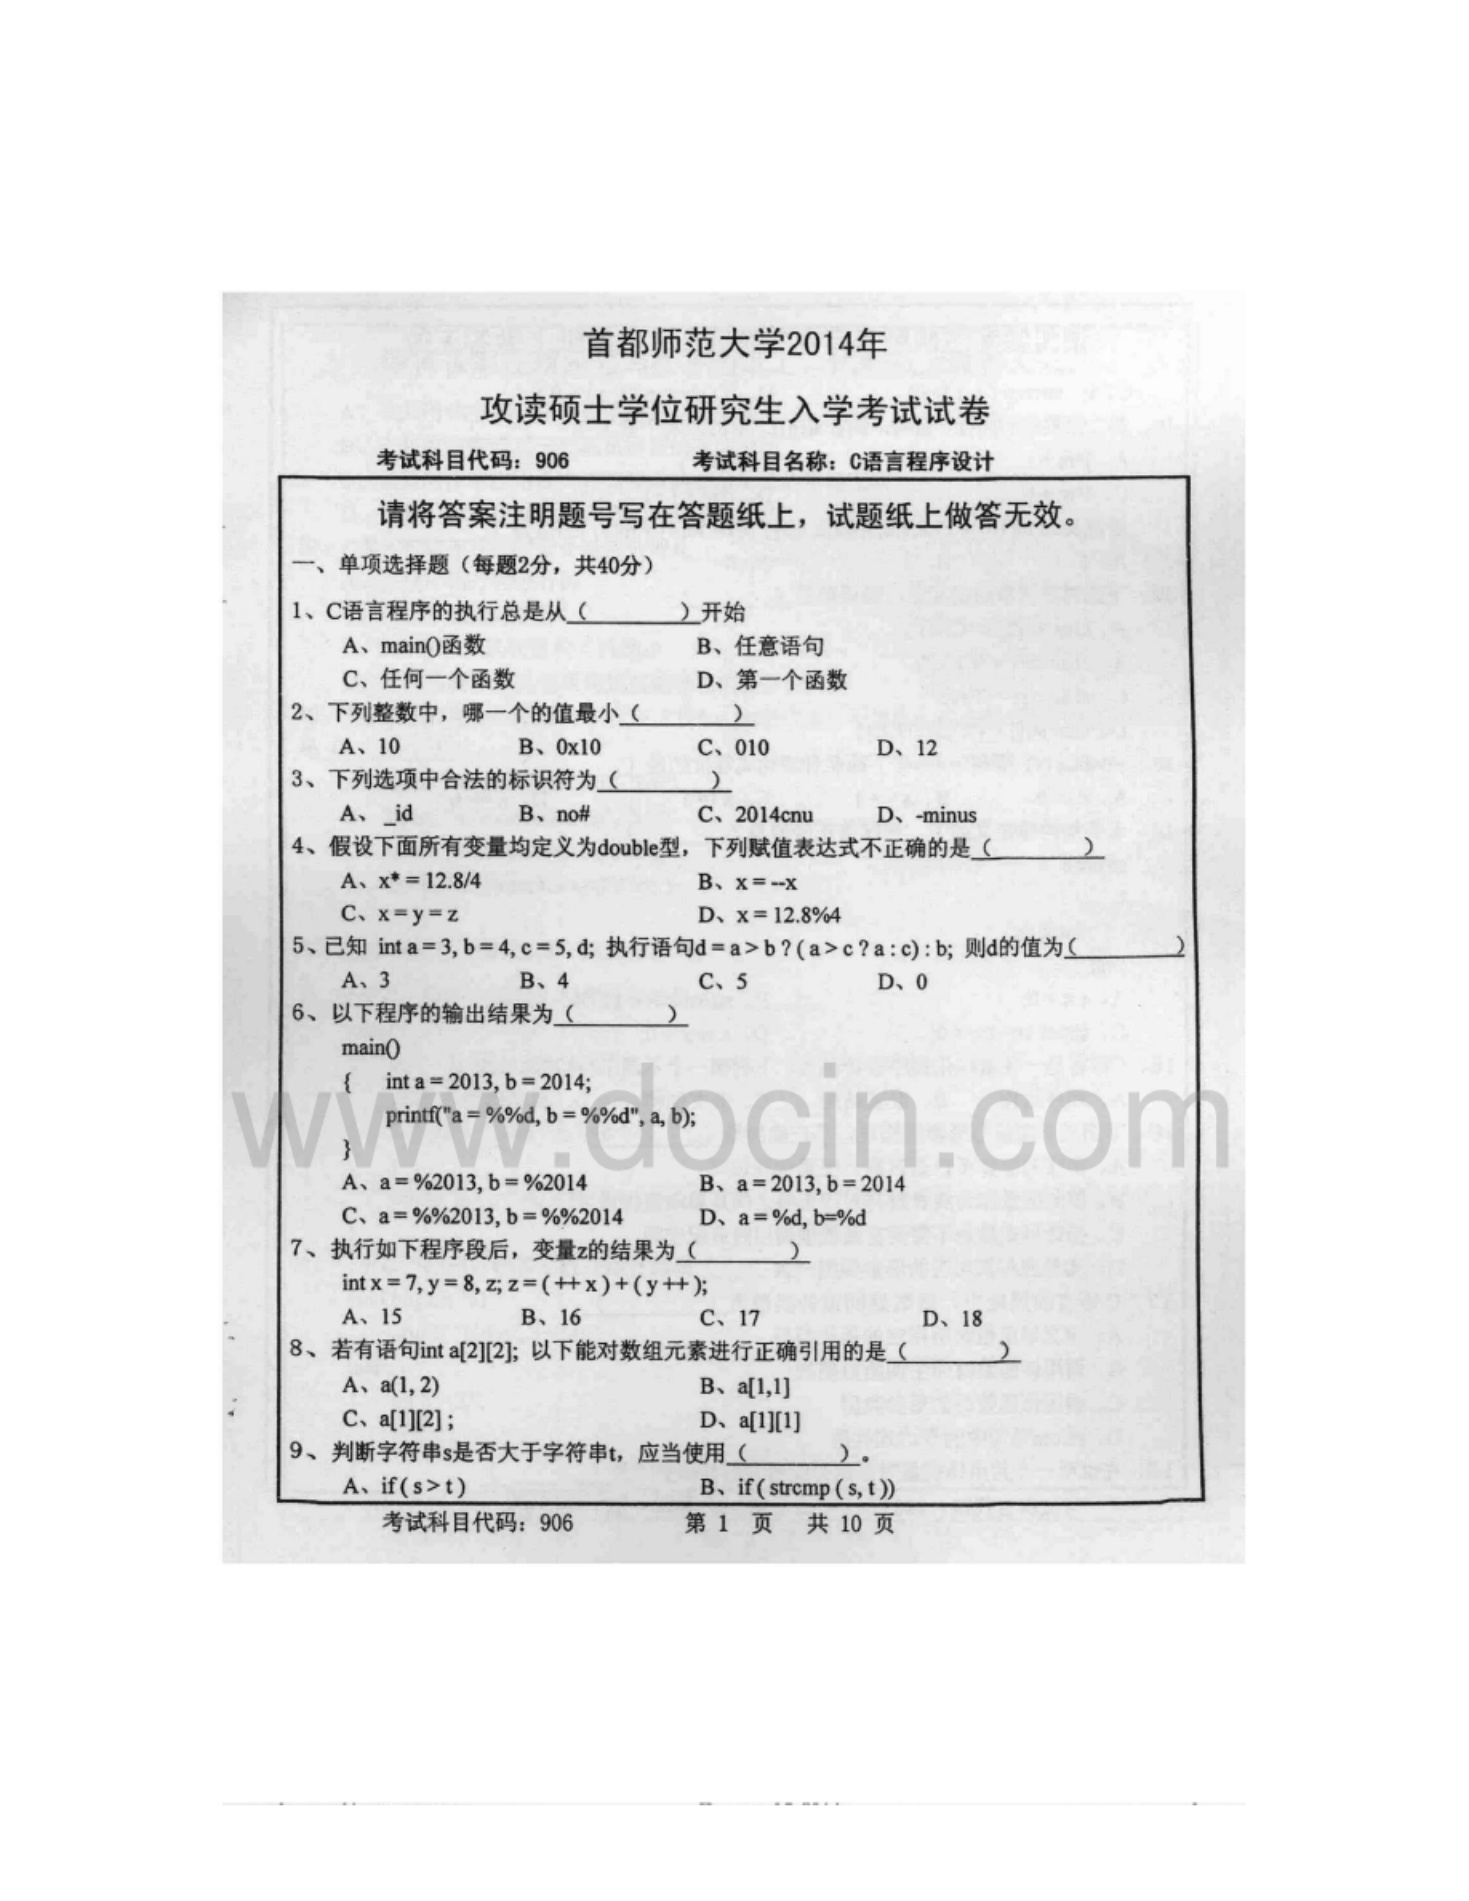 首都师范大学2014年
攻读硕士学位研究生入学考试试卷
考试科目代码：906 考试科目名称：C语言程序设计
请将答案注明题号写在答题纸上，试题纸上做答无效。
一、单项选择题（每题2分，共40分）
1、C语言程序的执行总是从（ ）开始
A、main()函数 B、任意语句
C、任何一个函数 D、第一个函数
2、下列整数中，哪一个的值最小（ ）
A、10 B、0x10 C、010 D、12
3、下列选项中合法的标识符为（ ）
A、_id B、no# C、2014cnu D、-minus
4、假设下面所有变量均定义为double型，下列赋值表达式不正确的是（ ）
A、x* = 12.8/4 B、x = --x
C、x = y = z D、x = 12.8%4
5、已知 int a = 3, b = 4, c = 5, d; 执行语句d = a > b ? ( a > c ? a : c) : b; 则d的值为（ ）
A、3 B、4 C、5 D、0
6、以下程序的输出结果为（ ）
main()
{ int a = 2013, b = 2014;
printf("a = %%d, b = %%d", a, b);
}
www.docin.com
A、a = %2013, b = %2014 B、a = 2013, b = 2014
C、a = %%2013, b = %%2014 D、a = %d, b=%d
7、执行如下程序段后，变量z的结果为（ ）
int x = 7, y = 8, z; z = ( ++ x ) + ( y ++ );
A、15 B、16 C、17 D、18
8、若有语句int a[2][2]; 以下能对数组元素进行正确引用的是（ ）
A、a(1, 2) B、a[1,1]
C、a[1][2] ; D、a[1][1]
9、判断字符串s是否大于字符串t，应当使用（ ）。
A、if ( s > t ) B、if ( strcmp ( s, t ))
考试科目代码：906 第 1 页 共 10 页